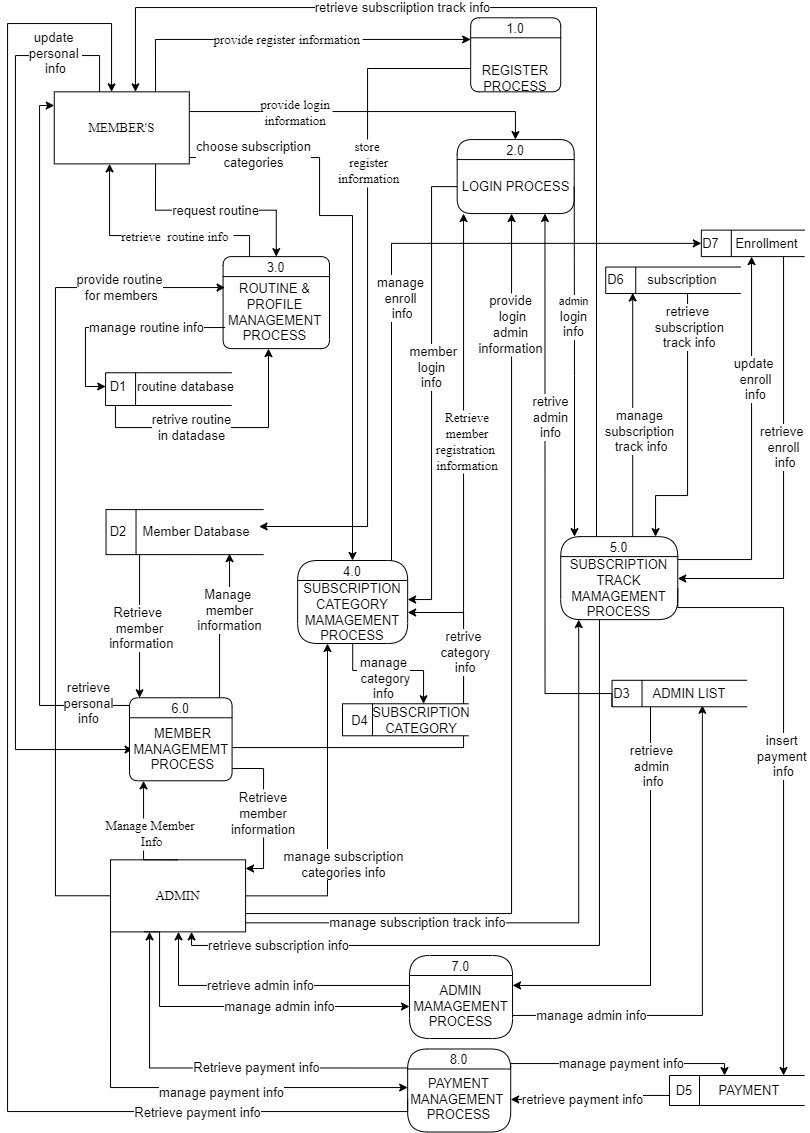 retrieve subscriiption track info
update
personal
info
provide register information
1.0
REGISTER
PROCESS
MEMBER'S
provide login
information
choose subscription
categories
store
register
information
2.0
LOGIN PROCESS
request routine
retrieve routine info
D7
Enrollment
3.0
ROUTINE &
PROFILE
MANAGEMENT
PROCESS
provide routine
for members
manage routine info
D6
subscription
manage
enroll
info
provide
login
admin
information
admin
login
info
retrieve
subscription
track info
member
login
info
update
enroll
info
D1
routine database
retrive routine
in datadase
retrive
admin
info
Retrieve
member
registration
information
manage
subscription
track info
retrieve
enroll
info
D2
Member Database
4.0
SUBSCRIPTION
CATEGORY
MANAGEMENT
PROCESS
5.0
SUBSCRIPTION
TRACK
MANAGEMENT
PROCESS
Retrieve
member
information
Manage
member
information
retrive
category
info
manage
category
info
retrieve
personal
info
6.0
MEMBER
MANAGEMEMT
PROCESS
D4
SUBSCRIPTION
CATEGORY
D3
ADMIN LIST
retrieve
admin
info
insert
payment
info
Retrieve
member
information
Manage Member
Info
manage subscription
categories info
ADMIN
manage subscription track info
retrieve subscription info
7.0
ADMIN
MAMAGEMENT
PROCESS
retrieve admin info
manage admin info
manage admin info
8.0
PAYMENT
MANAGEMENT
PROCESS
Retrieve payment info
manage payment info
manage payment info
Retrieve payment info
retrieve payment info
D5
PAYMENT